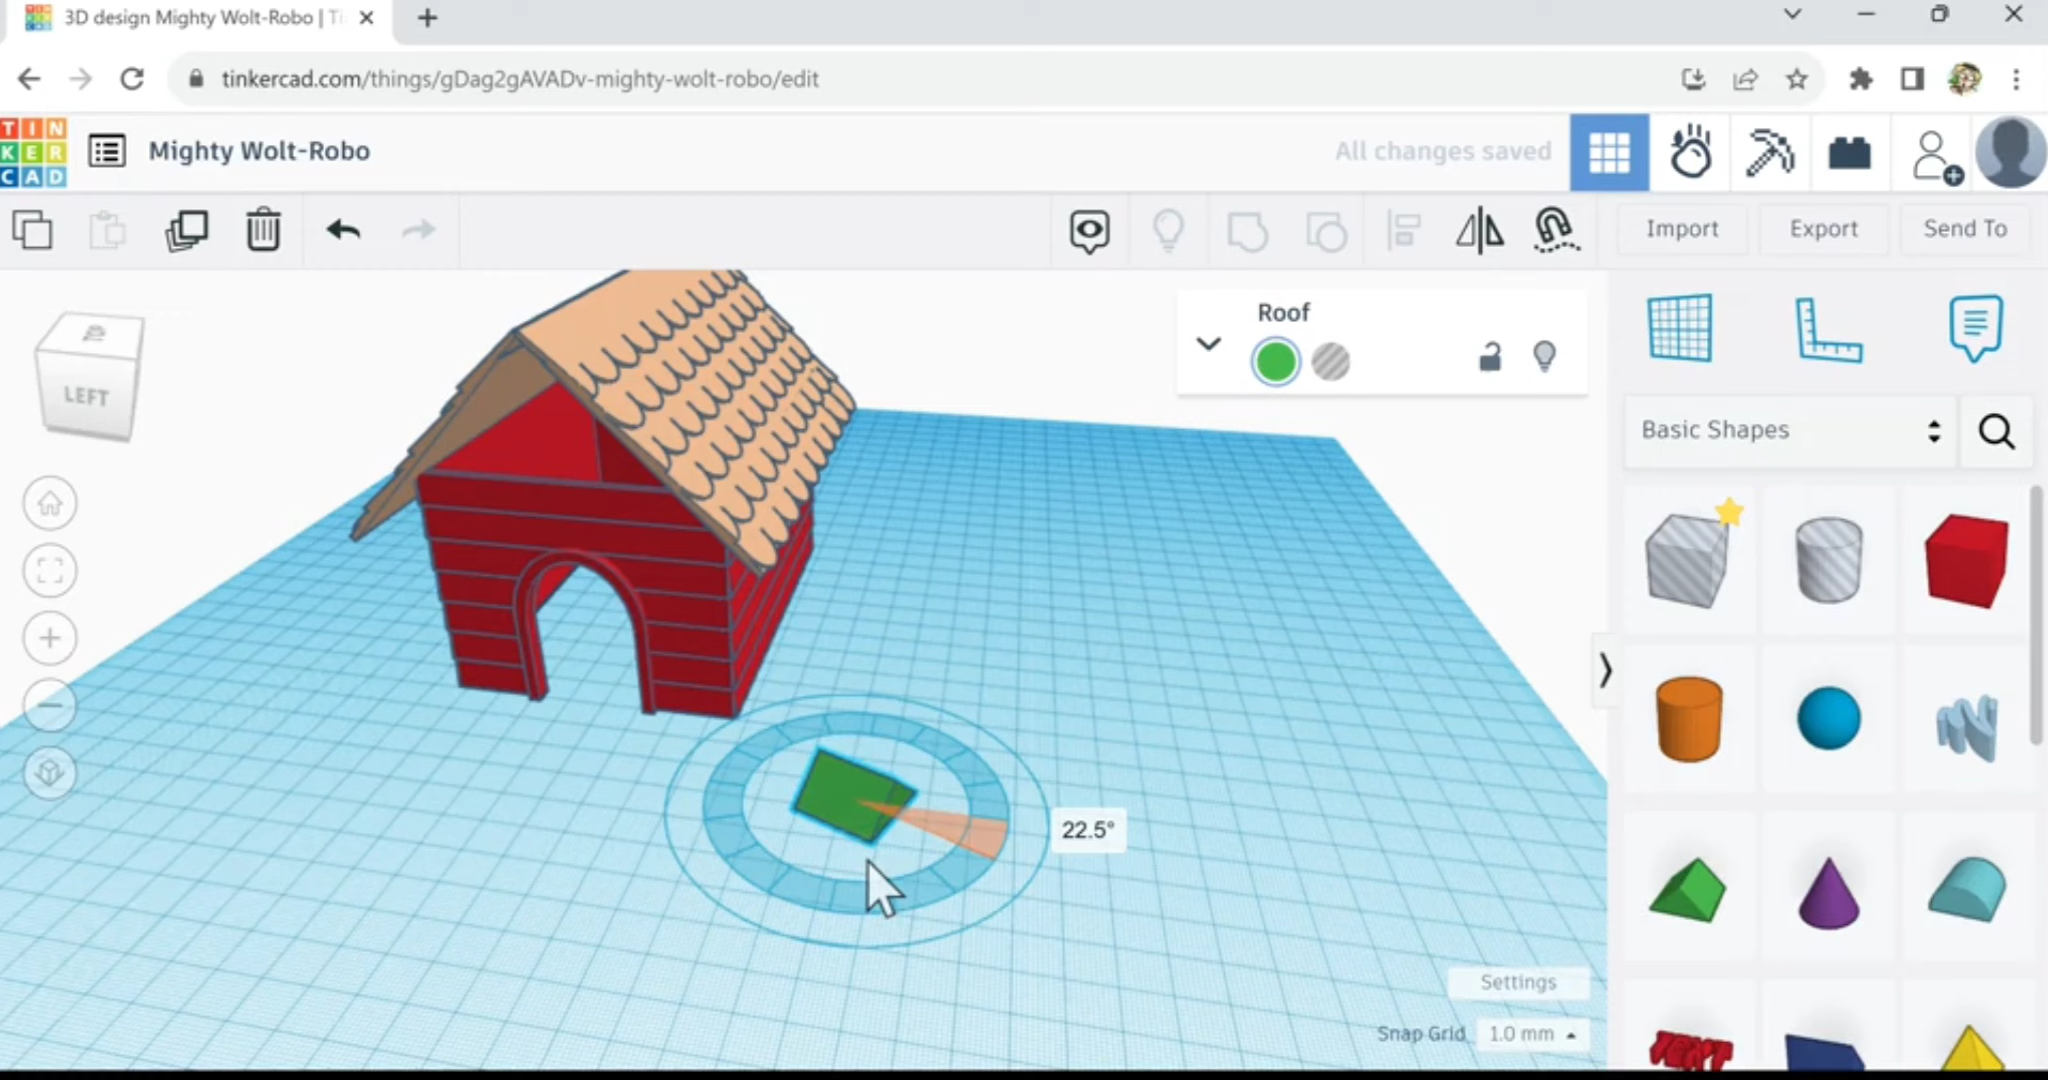 3D design Mighty Wolt-Robo | Ti
tinkercad.com/things/gDag2gAVADv-mighty-wolt-robo/edit
TIN
KER
CAD
Mighty Wolt-Robo
All changes saved
Import
Export
Send To
Roof
LEFT
Basic Shapes
22.5°
Settings
Snap Grid
1.0 mm
TEXT